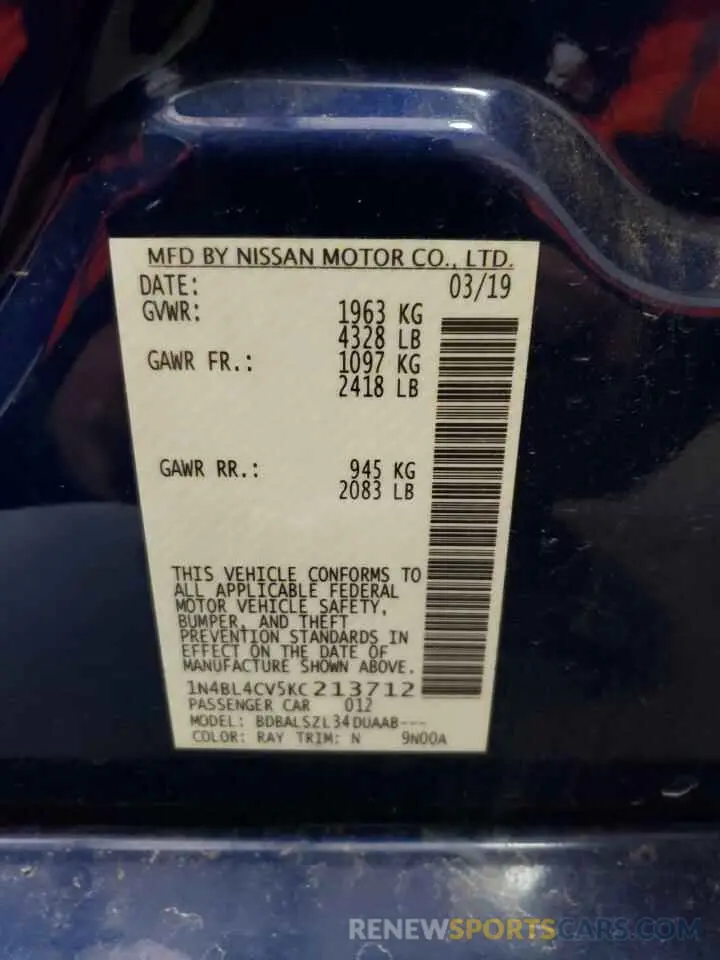 MFD BY NISSAN MOTOR CO., LTD.
DATE: 03/19
GVWR: 1963 KG
4328 LB
GAWR FR.: 1097 KG
2418 LB
GAWR RR.: 945 KG
2083 LB
THIS VEHICLE CONFORMS TO
ALL APPLICABLE FEDERAL
MOTOR VEHICLE SAFETY,
BUMPER, AND THEFT
PREVENTION STANDARDS IN
EFFECT ON THE DATE OF
MANUFACTURE SHOWN ABOVE.
1N4BL4CV5KC213712
PASSENGER CAR 012
MODEL: BDBALSZL34DUAAB---
COLOR: RAY TRIM: N 9N00A
RENEWSPORTSCARS.COM